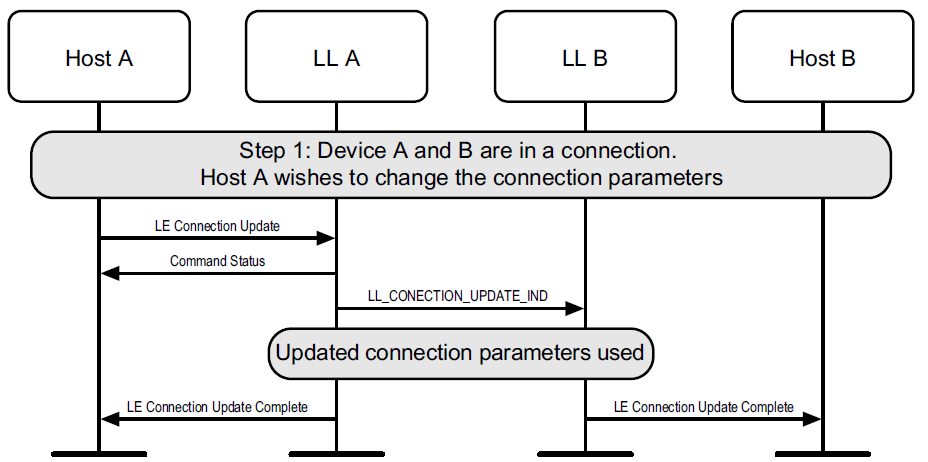 Host A
LL A
LL B
Host B
Step 1: Device A and B are in a connection.
Host A wishes to change the connection parameters
LE Connection Update
Command Status
LL_CONECTION_UPDATE_IND
Updated connection parameters used
LE Connection Update Complete
LE Connection Update Complete